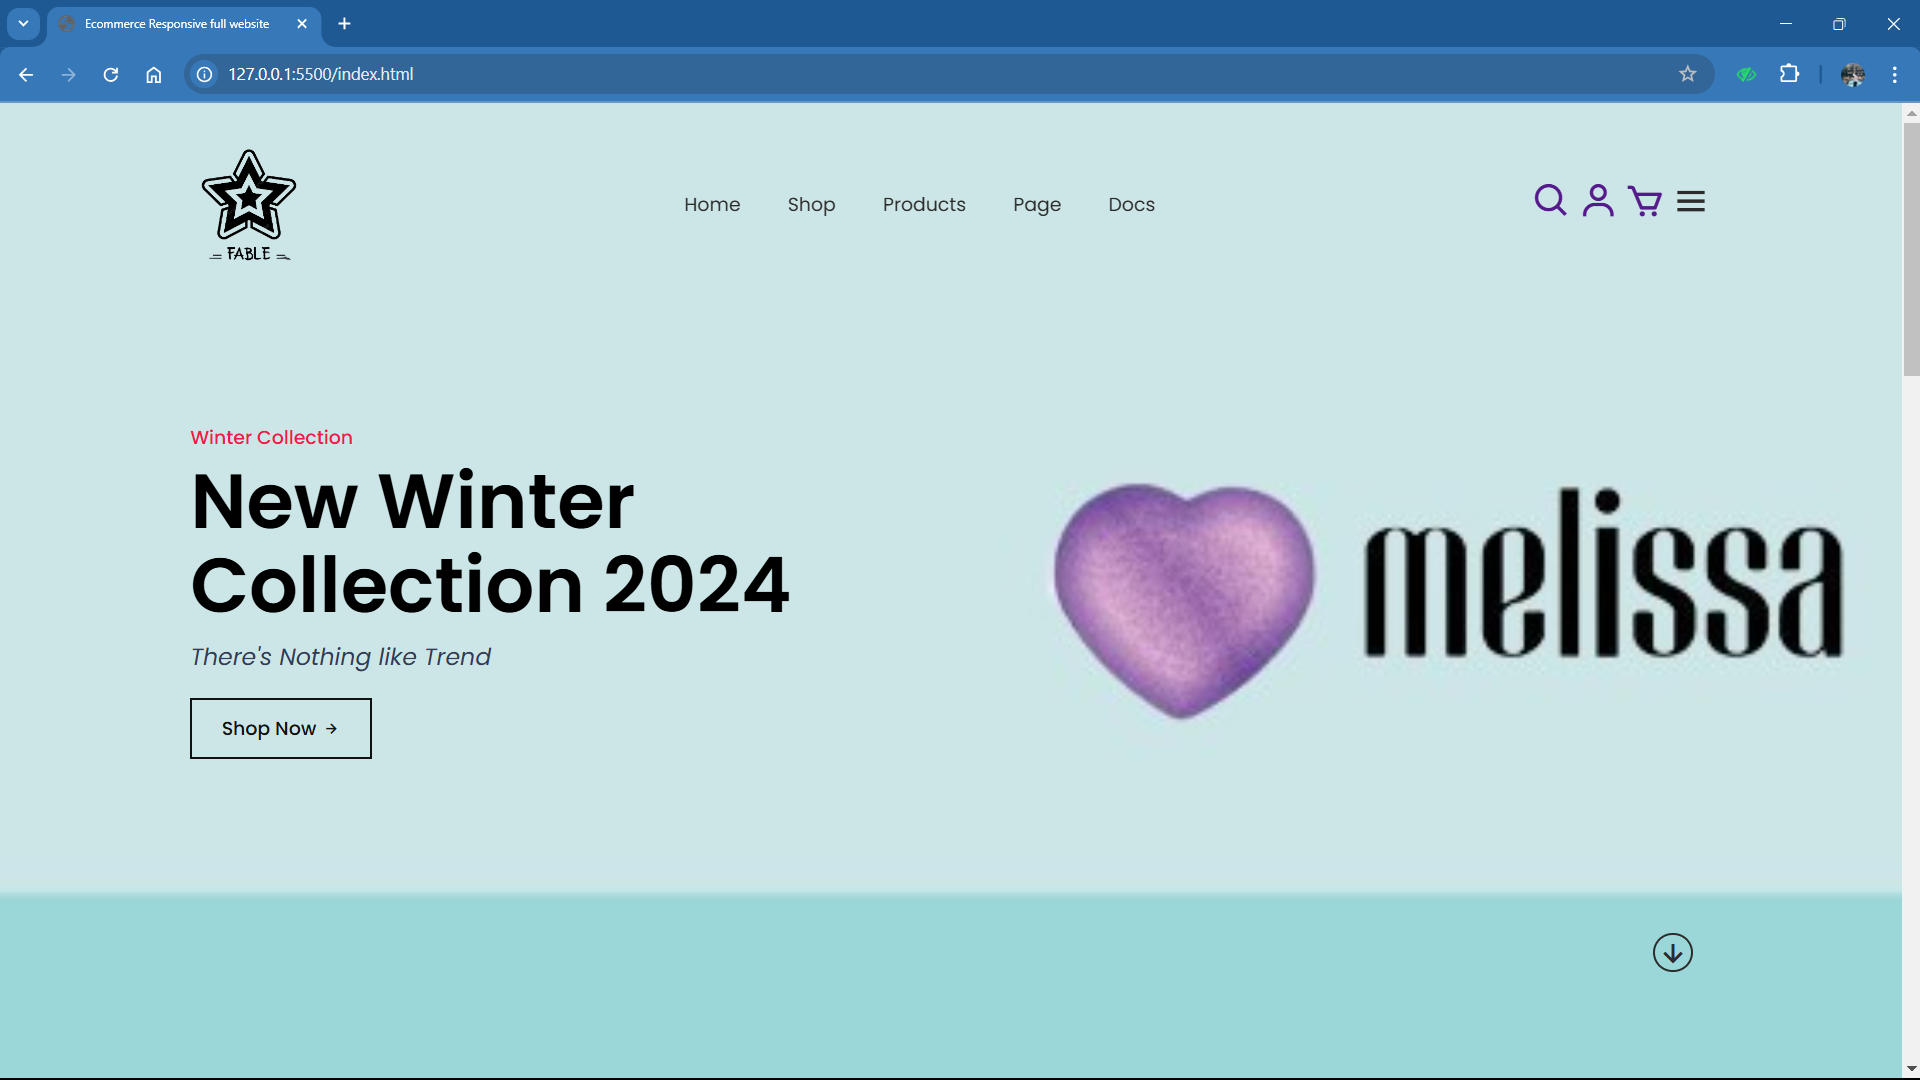 Ecommerce Responsive full website
127.0.0.1:5500/index.html
FABLE
Home Shop Products Page Docs
Winter Collection
New Winter
Collection 2024
There's Nothing like Trend
Shop Now →
melissa